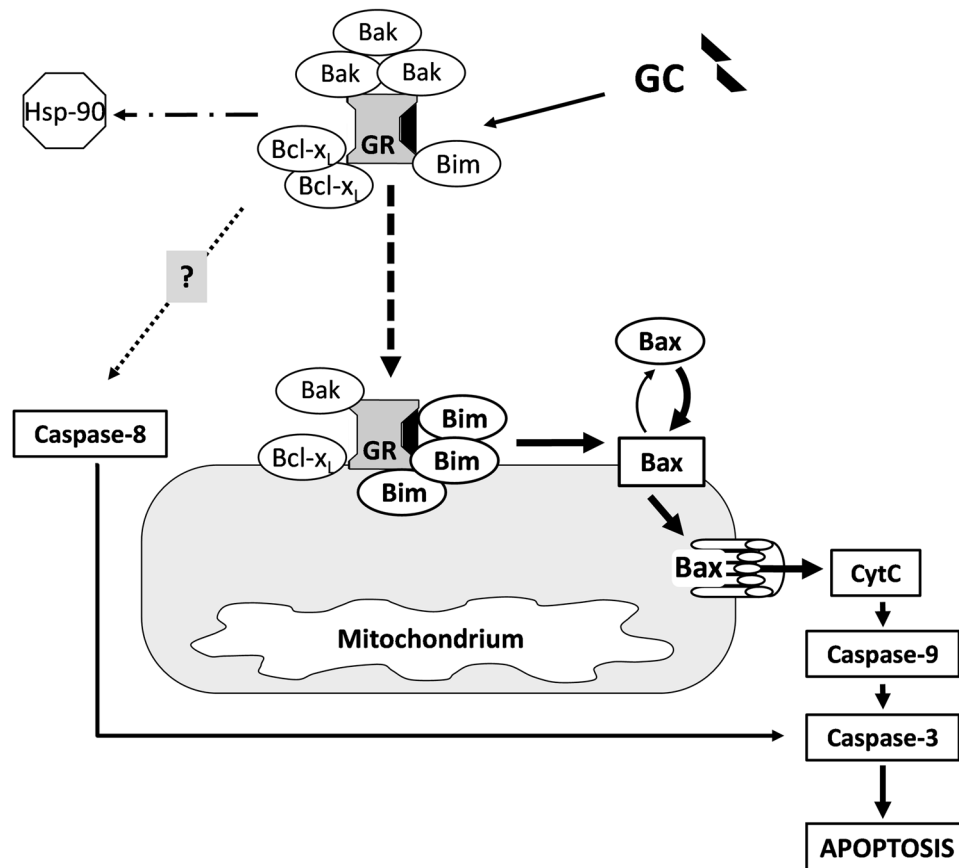 Bak
Bak
Bak
GC
Hsp-90
GR
Bcl-xL
Bim
Bcl-xL
?
Bax
Bak
Bim
Caspase-8
GR
Bcl-xL
Bim
Bax
Bim
Bax
CytC
Mitochondrium
Caspase-9
Caspase-3
APOPTOSIS